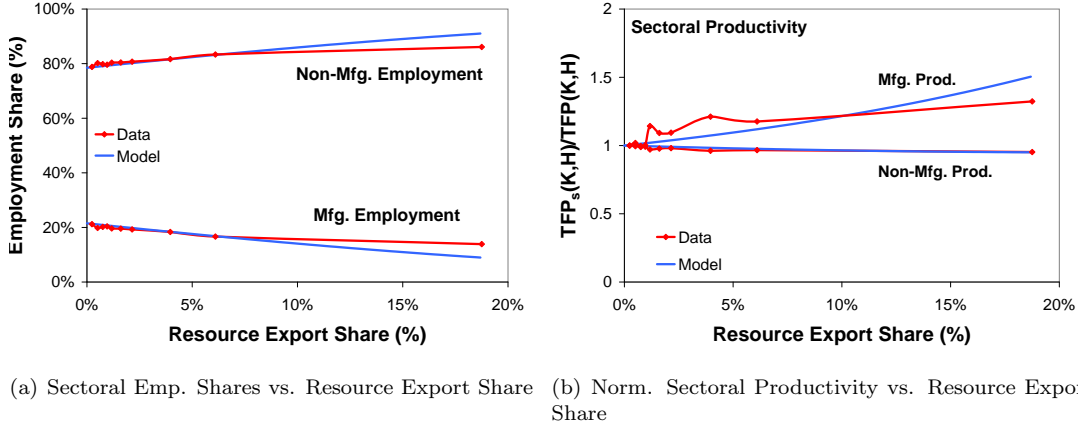 100%
80%
60%
40%
20%
0%
Employment Share (%)
Non-Mfg. Employment
Data
Model
Mfg. Employment
0%
5%
10%
15%
20%
Resource Export Share (%)
2
1.5
1
0.5
0
TFPs(K,H)/TFP(K,H)
Sectoral Productivity
Mfg. Prod.
Non-Mfg. Prod.
Data
Model
0%
5%
10%
15%
20%
Resource Export Share (%)
(a) Sectoral Emp. Shares vs. Resource Export Share
(b) Norm. Sectoral Productivity vs. Resource Expor
Share